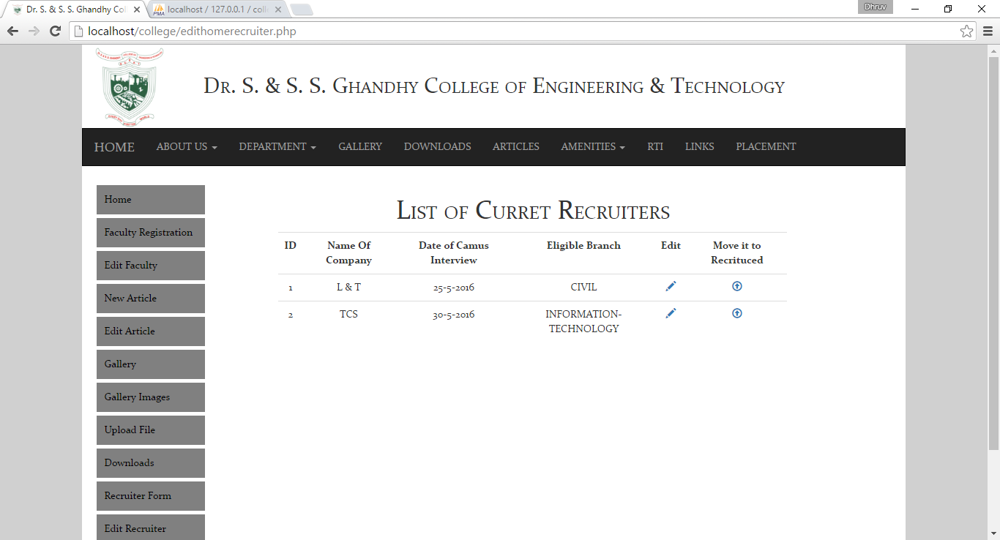 Dr. S. & S. S. Ghandhy Col
localhost / 127.0.0.1 / coll
Dhruv
localhost/college/edithomerecruiter.php
Dr. S. & S. S. Ghandhy College of Engineering & Technology
HOME ABOUT US DEPARTMENT GALLERY DOWNLOADS ARTICLES AMENITIES RTI LINKS PLACEMENT
Home
Faculty Registration
Edit Faculty
New Article
Edit Article
Gallery
Gallery Images
Upload File
Downloads
Recruiter Form
Edit Recruiter
List of Curret Recruiters
ID Name Of Company Date of Camus Interview Eligible Branch Edit Move it to Recrituced
1 L & T 25-5-2016 CIVIL
2 TCS 30-5-2016 INFORMATION-
TECHNOLOGY